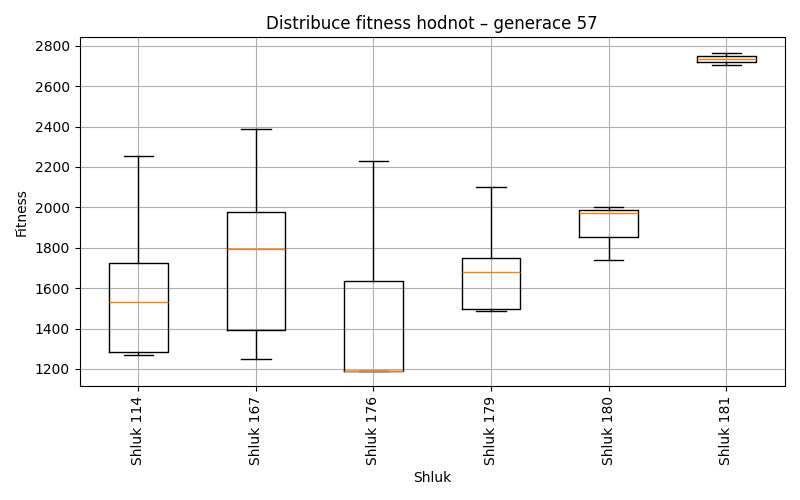 Distribuce fitness hodnot – generace 57
Fitness
2800
2600
2400
2200
2000
1800
1600
1400
1200
Shluk 114
Shluk 167
Shluk 176
Shluk 179
Shluk 180
Shluk 181
Shluk